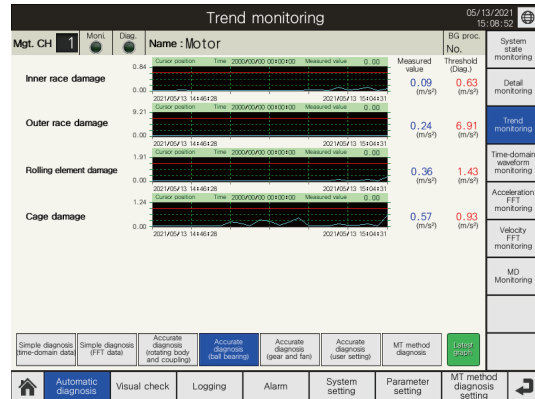 Trend monitoring
05/13/2021
15:08:52
Mgt. CH 1
Moni.
Diag.
Name : Motor
BG proc.
No.
System
state
monitoring
Detail
monitoring
Trend
monitoring
Time-domain
waveform
monitoring
Acceleration
FFT
monitoring
Velocity
FFT
monitoring
MD
Monitoring
Measured
value
Threshold
(Diag.)
Inner race damage
0.84
0.00
Cursor position Time 2000/00/00 00:00:00 Measured value 0.00
2021/05/13 14:46:28 2021/05/13 15:04:31
0.09
(m/s²)
0.63
(m/s²)
Outer race damage
9.21
0.00
Cursor position Time 2000/00/00 00:00:00 Measured value 0.00
2021/05/13 14:46:28 2021/05/13 15:04:31
0.24
(m/s²)
6.91
(m/s²)
Rolling element damage
1.91
0.00
Cursor position Time 2000/00/00 00:00:00 Measured value 0.00
2021/05/13 14:46:28 2021/05/13 15:04:31
0.36
(m/s²)
1.43
(m/s²)
Cage damage
1.24
0.00
Cursor position Time 2000/00/00 00:00:00 Measured value 0.00
2021/05/13 14:46:28 2021/05/13 15:04:31
0.57
(m/s²)
0.93
(m/s²)
Simple diagnosis
(time-domain data)
Simple diagnosis
(FFT data)
Accurate
diagnosis
(rotating body
and coupling)
Accurate
diagnosis
(ball bearing)
Accurate
diagnosis
(gear and fan)
Accurate
diagnosis
(user setting)
MT method
diagnosis
Latest
graph
Automatic
diagnosis
Visual check
Logging
Alarm
System
setting
Parameter
setting
MT method
diagnosis
setting